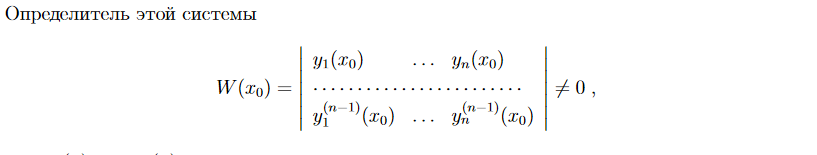 Определитель этой системы
W(x₀) = | y₁(x₀) … yₙ(x₀) |
| .......................... | ≠ 0 ,
| y₁⁽ⁿ⁻¹⁾(x₀) … yₙ⁽ⁿ⁻¹⁾(x₀) |